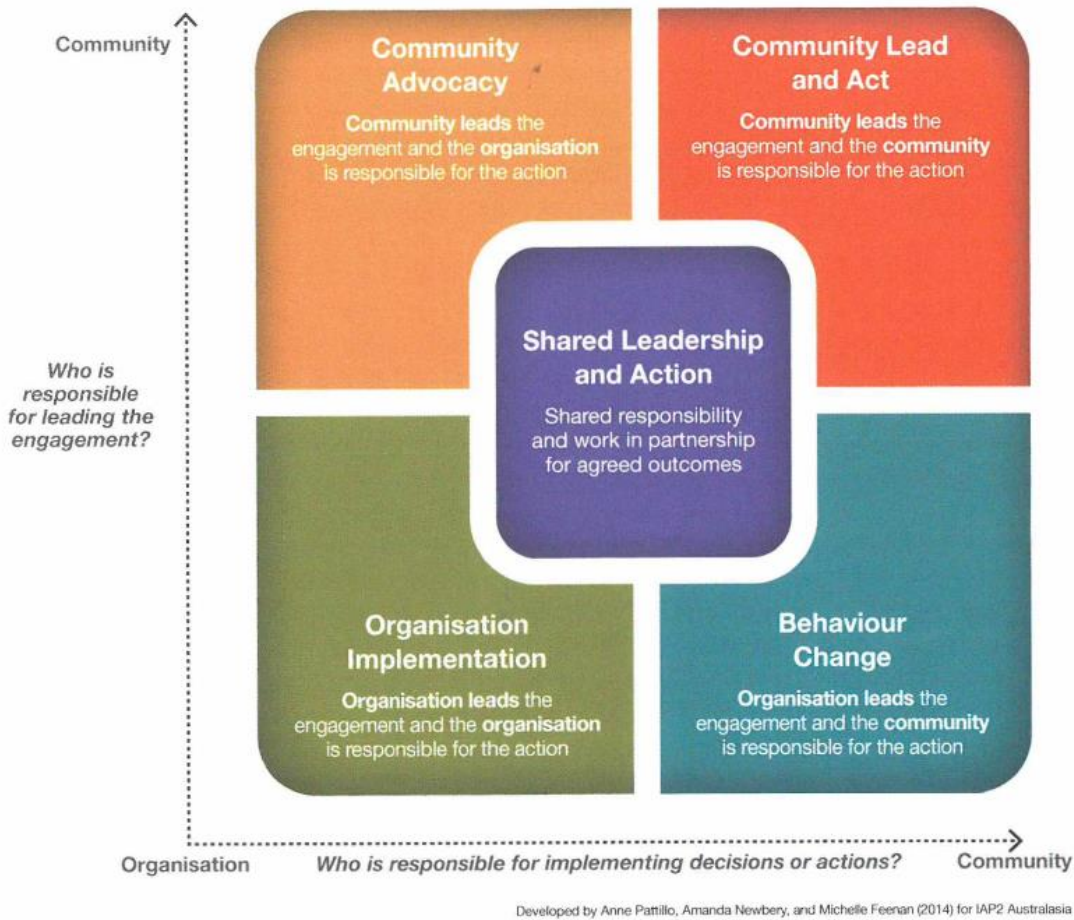 Community
Community
Advocacy
Community leads the
engagement and the organisation
is responsible for the action
Community Lead
and Act
Community leads the
engagement and the community
is responsible for the action
Who is
responsible
for leading the
engagement?
Shared Leadership
and Action
Shared responsibility
and work in partnership
for agreed outcomes
Organisation
Implementation
Organisation leads the
engagement and the organisation
is responsible for the action
Behaviour
Change
Organisation leads the
engagement and the community
is responsible for the action
Organisation
Who is responsible for implementing decisions or actions?
Community
Developed by Anne Pattillo, Amanda Newbery, and Michelle Feenan (2014) for IAP2 Australasia